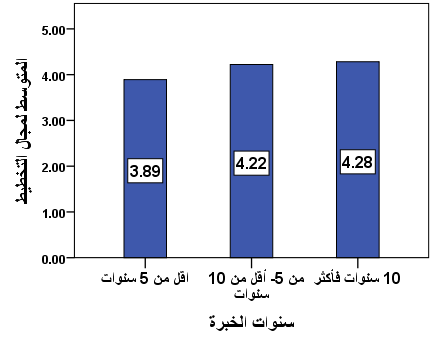 المتوسط لمجال التخطيط
5.00
4.00
3.00
2.00
1.00
0.00
3.89
4.22
4.28
اقل من 5 سنوات
من 5- أقل من 10
سنوات
10 سنوات فأكثر
سنوات الخبرة